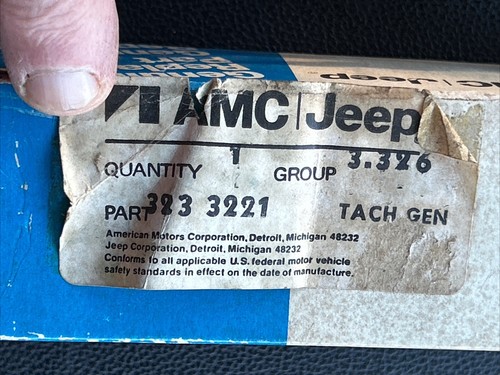 AMC|Jeep
QUANTITY 1 GROUP 3.326
PART 323 3221 TACH GEN
American Motors Corporation, Detroit, Michigan 48232
Jeep Corporation, Detroit, Michigan 48232
Conforms to all applicable U.S. federal motor vehicle
safety standards in effect on the date of manufacture.